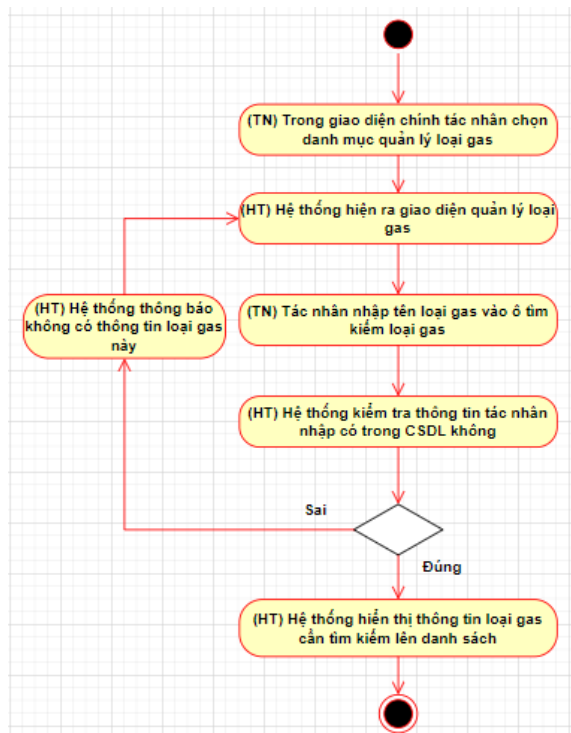 (TN) Trong giao diện chính tác nhân chọn
danh mục quản lý loại gas
(HT) Hệ thống hiện ra giao diện quản lý loại
gas
(HT) Hệ thống thông báo
không có thông tin loại gas
này
(TN) Tác nhân nhập tên loại gas vào ô tìm
kiếm loại gas
(HT) Hệ thống kiểm tra thông tin tác nhân
nhập có trong CSDL không
Sai
Đúng
(HT) Hệ thống hiển thị thông tin loại gas
cần tìm kiếm lên danh sách